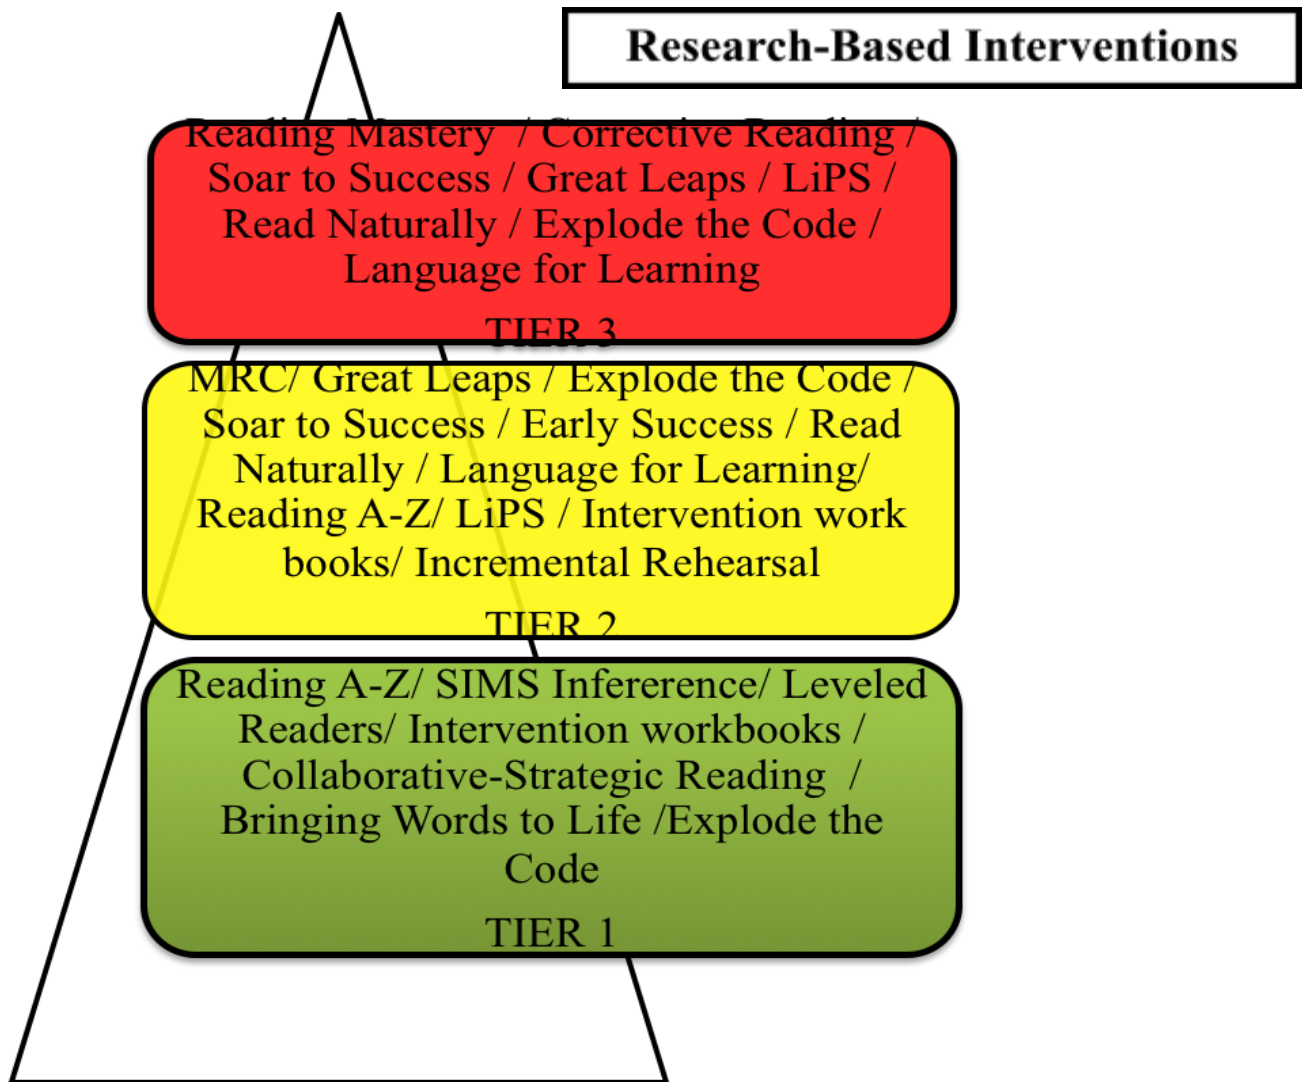 Research-Based Interventions
Reading Mastery / Corrective Reading /
Soar to Success / Great Leaps / LiPS /
Read Naturally / Explode the Code /
Language for Learning
TIER 3
MRC/ Great Leaps / Explode the Code /
Soar to Success / Early Success / Read
Naturally / Language for Learning/
Reading A-Z/ LiPS / Intervention work
books/ Incremental Rehearsal
TIER 2
Reading A-Z/ SIMS Infererence/ Leveled
Readers/ Intervention workbooks /
Collaborative-Strategic Reading /
Bringing Words to Life /Explode the
Code
TIER 1